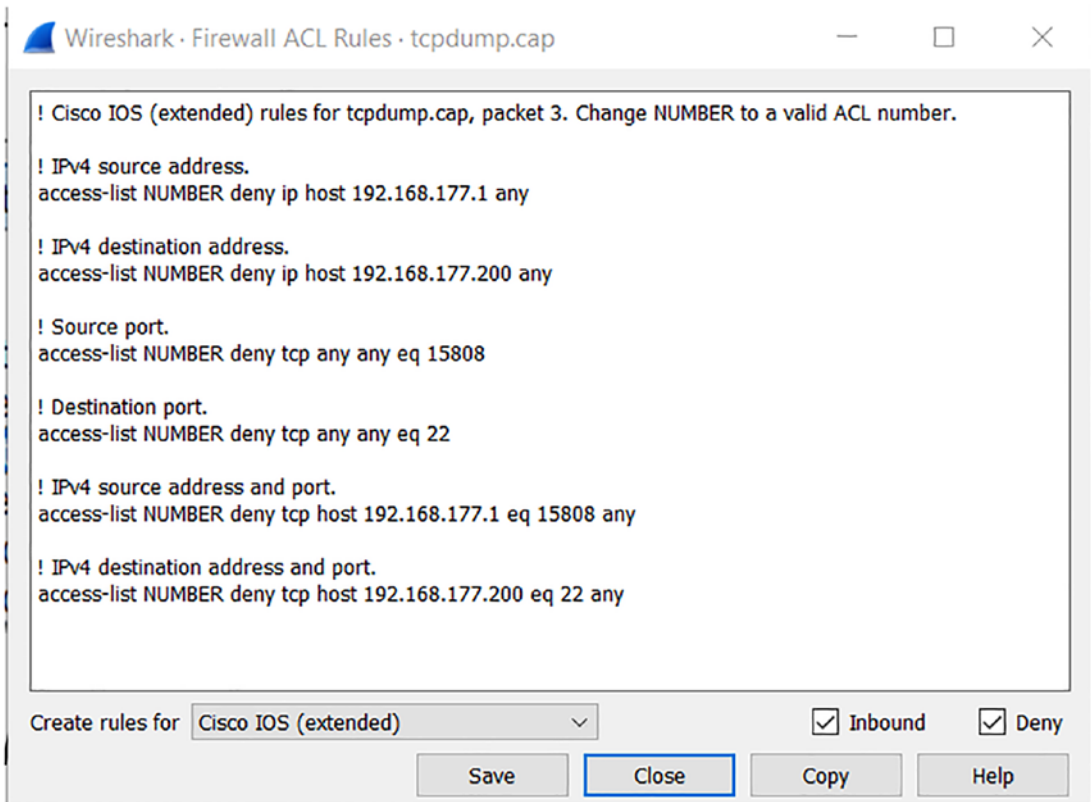 Wireshark · Firewall ACL Rules · tcpdump.cap
! Cisco IOS (extended) rules for tcpdump.cap, packet 3. Change NUMBER to a valid ACL number.
! IPv4 source address.
access-list NUMBER deny ip host 192.168.177.1 any
! IPv4 destination address.
access-list NUMBER deny ip host 192.168.177.200 any
! Source port.
access-list NUMBER deny tcp any any eq 15808
! Destination port.
access-list NUMBER deny tcp any any eq 22
! IPv4 source address and port.
access-list NUMBER deny tcp host 192.168.177.1 eq 15808 any
! IPv4 destination address and port.
access-list NUMBER deny tcp host 192.168.177.200 eq 22 any
Create rules for Cisco IOS (extended) Inbound Deny
Save Close Copy Help